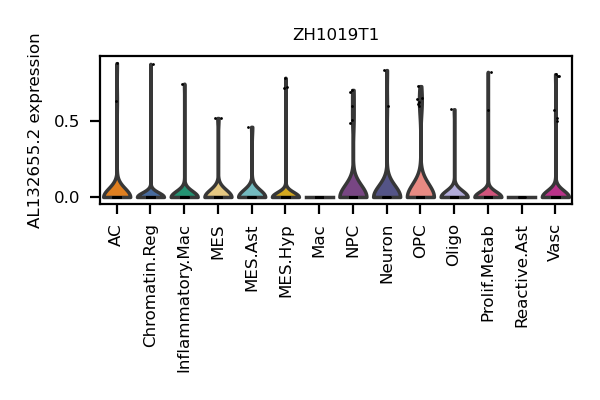 ZH1019T1
AL132655.2 expression
0.5
0.0
AC
Chromatin.Reg
Inflammatory.Mac
MES
MES.Ast
MES.Hyp
Mac
NPC
Neuron
OPC
Oligo
Prolif.Metab
Reactive.Ast
Vasc